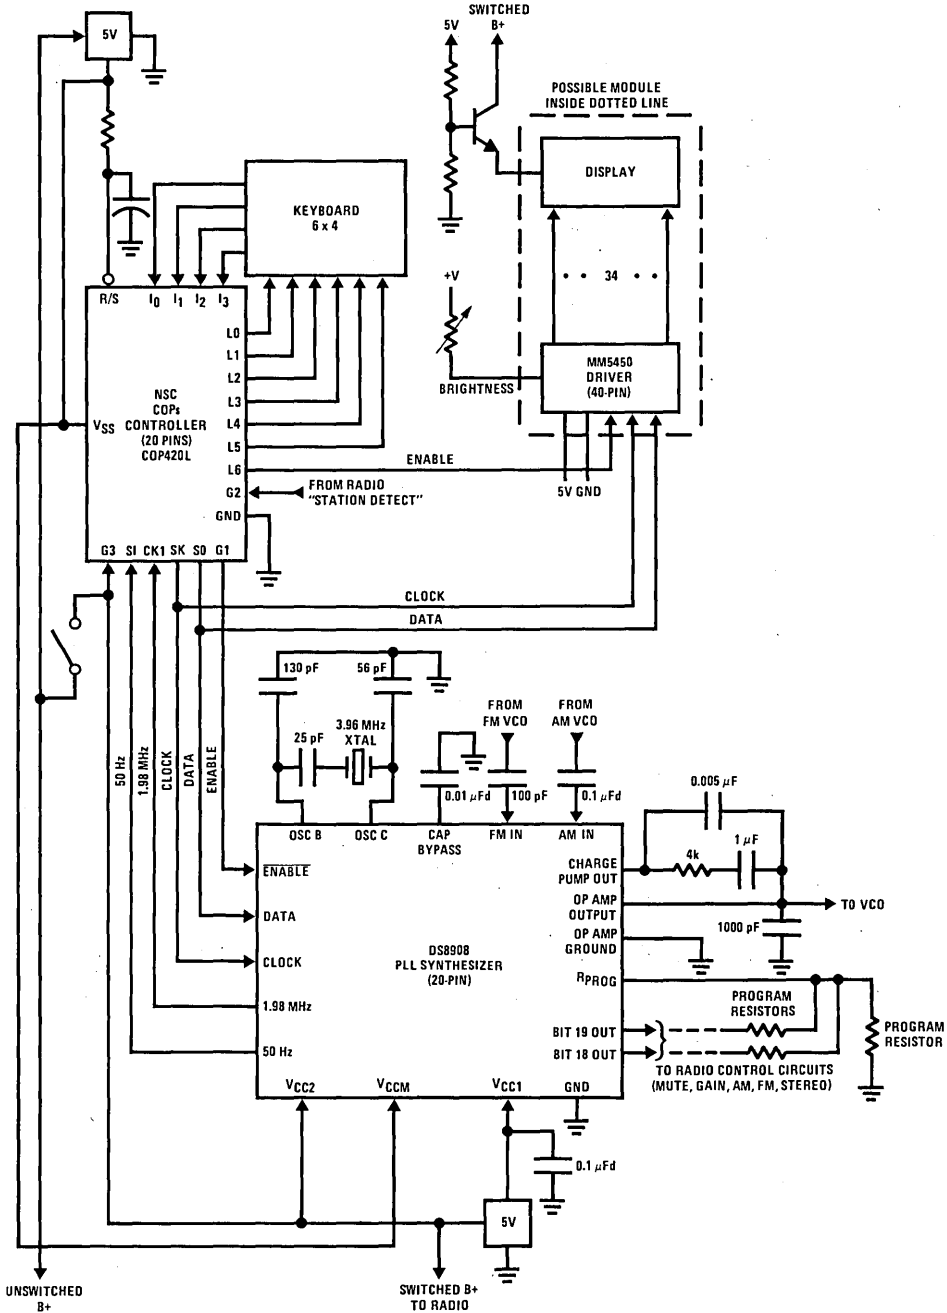 5V
SWITCHED
B+
5V
POSSIBLE MODULE
INSIDE DOTTED LINE
DISPLAY
KEYBOARD
6 x 4
34
+V
BRIGHTNESS
MM5450
DRIVER
(40-PIN)
5V GND
R/S I0 I1 I2 I3
L0
L1
L2
L3
L4
L5
L6
G2
GND
VSS
NSC
COPs
CONTROLLER
(20 PINS)
COP420L
ENABLE
FROM RADIO
"STATION DETECT"
G3 SI CK1 SK S0 G1
CLOCK
DATA
50 Hz
1.98 MHz
CLOCK
DATA
ENABLE
130 pF
56 pF
25 pF
3.96 MHz
XTAL
FROM
FM VCO
FROM
AM VCO
0.01 µFd
100 pF
0.1 µFd
0.005 µF
4k
1 µF
OSC B
OSC C
CAP
BYPASS
FM IN
AM IN
ENABLE
DATA
CLOCK
1.98 MHz
50 Hz
DS8908
PLL SYNTHESIZER
(20-PIN)
CHARGE
PUMP OUT
OP AMP
OUTPUT
OP AMP
GROUND
RPROG
BIT 19 OUT
BIT 18 OUT
TO VCO
1000 pF
PROGRAM
RESISTORS
PROGRAM
RESISTOR
TO RADIO CONTROL CIRCUITS
(MUTE, GAIN, AM, FM, STEREO)
VCC2
VCCM
VCC1
GND
0.1 µFd
5V
UNSWITCHED
B+
SWITCHED B+
TO RADIO